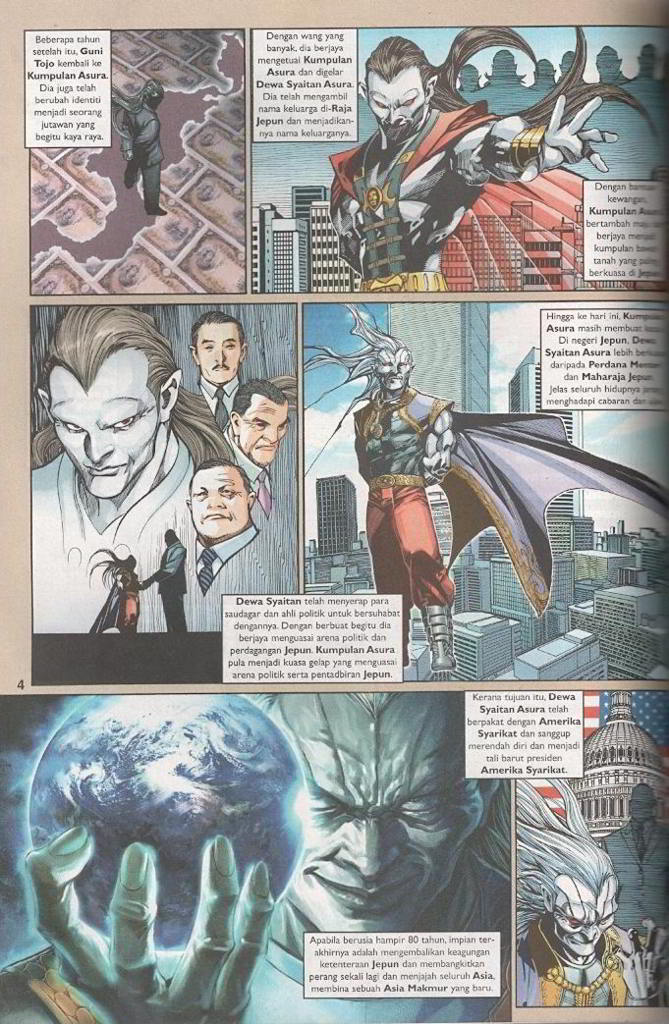 Beberapa tahun
setelah itu, Guni
Tojo kembali ke
Kumpulan Asura.
Dia juga telah
berubah identiti
menjadi seorang
jutawan yang
begitu kaya raya.
Dengan wang yang
banyak, dia berjaya
mengetuai Kumpulan
Asura dan digelar
Dewa Syaitan Asura.
Dia telah mengambil
nama keluarga di-Raja
Jepun dan menjadikan-
nya nama keluarganya.
Dengan
kewangan,
Kumpulan
bertambah
berjaya
kumpulan
tanah yang
berkuasa di
Hingga ke hari ini,
Asura masih membuat
Di negeri Jepun,
Syaitan Asura lebih
daripada Perdana
dan Maharaja Jepun.
Jelas seluruh hidupnya
menghadapi cabaran dan
Dewa Syaitan telah menyerap para
saudagar dan ahli politik untuk bersuhabat
dengannya. Dengan berbuat begitu dia
berjaya menguasai arena politik dan
perdagangan Jepun. Kumpulan Asura
pula menjadi kuasa gelap yang menguasai
arena politik serta pentadbiran Jepun.
4
Kerana tujuan itu, Dewa
Syaitan Asura telah
berpakat dengan Amerika
Syarikat dan sanggup
merendah diri dan menjadi
tali barut presiden
Amerika Syarikat.
Apabila berusia hampir 80 tahun, impian ter-
akhirnya adalah mengembalikan keagungan
ketenteraan Jepun dan membangkitkan
perang sekali lagi dan menjajah seluruh Asia,
membina sebuah Asia Makmur yang baru.